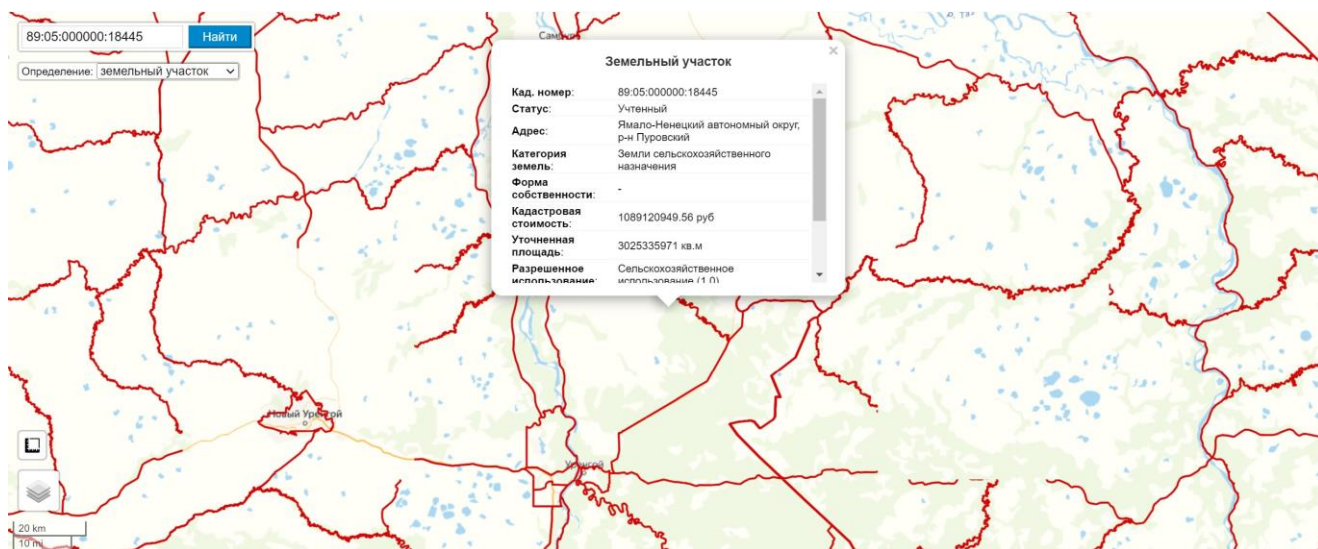 89:05:000000:18445
Найти
Определение: земельный участок
Земельный участок
×
Кад. номер: 89:05:000000:18445
Статус: Учтенный
Адрес: Ямало-Ненецкий автономный округ,
р-н Пуровский
Категория Земли сельскохозяйственного
земель: назначения
Форма
собственности: -
Кадастровая
стоимость: 1089120949.56 руб
Уточненная
площадь: 3025335971 кв.м
Разрешенное Сельскохозяйственное
использование: использование (1.0)
Новый Уренгой
Уренгой
20 km
10 mi